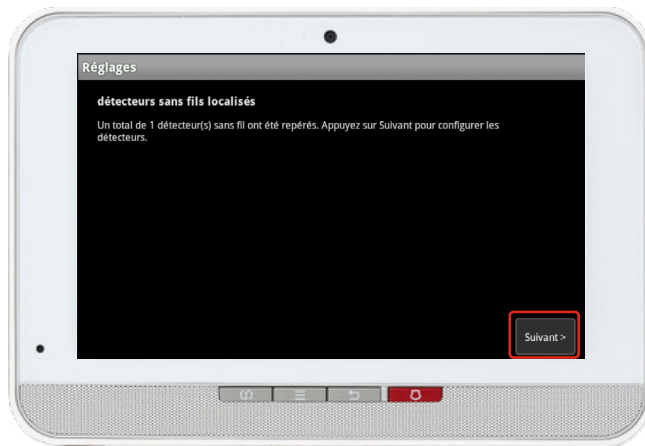 Réglages
détecteurs sans fils localisés
Un total de 1 détecteur(s) sans fil ont été repérés. Appuyez sur Suivant pour configurer les
détecteurs.
Suivant >